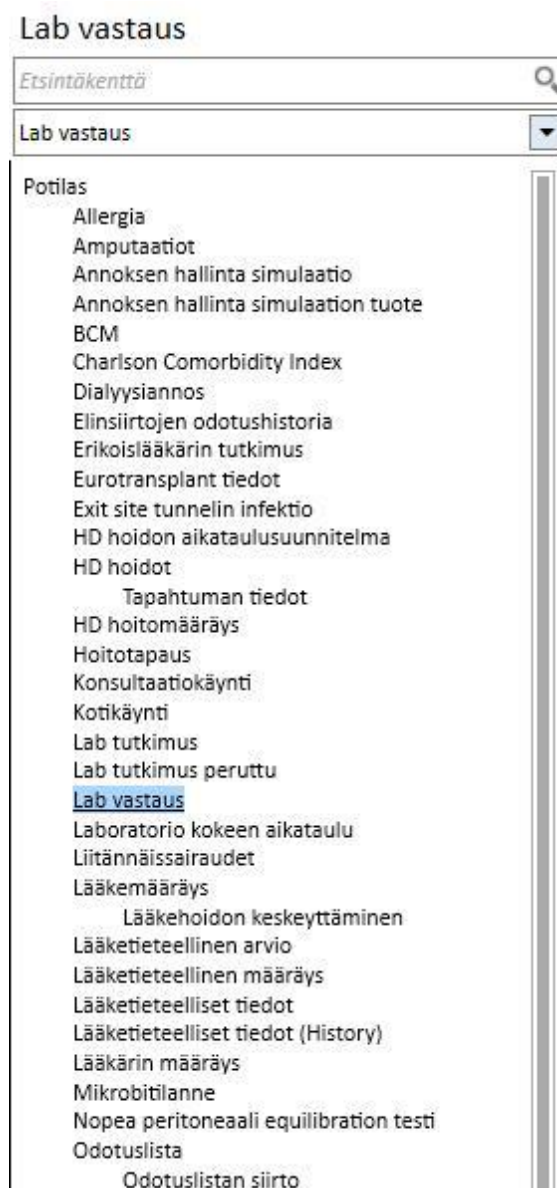 Lab vastaus
Etsintäkenttä
Lab vastaus
Potilas
Allergia
Amputaatiot
Annoksen hallinta simulaatio
Annoksen hallinta simulaation tuote
BCM
Charlson Comorbidity Index
Dialyysiannos
Elinsiirtojen odotushistoria
Erikoislääkärin tutkimus
Eurotransplant tiedot
Exit site tunnelin infektio
HD hoidon aikataulusuunnitelma
HD hoidot
Tapahtuman tiedot
HD hoitomääräys
Hoitotapaus
Konsultaatiokäynti
Kotikäynti
Lab tutkimus
Lab tutkimus peruttu
Lab vastaus
Laboratorio kokeen aikataulu
Liitännäissairaudet
Lääkemääräys
Lääkehoidon keskeyttäminen
Lääketieteellinen arvio
Lääketieteellinen määräys
Lääketieteelliset tiedot
Lääketieteelliset tiedot (History)
Lääkärin määräys
Mikrobitilanne
Nopea peritoneaali equilibration testi
Odotuslista
Odotuslistan siirto